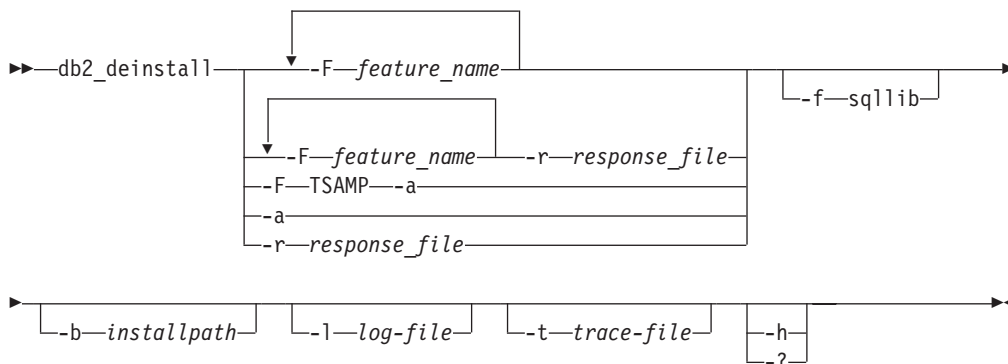 db2_deinstall -F feature_name
-f sqllib
-F feature_name -r response_file
-F TSAMP -a
-a
-r response_file
-b installpath -l log-file -t trace-file -h
-?